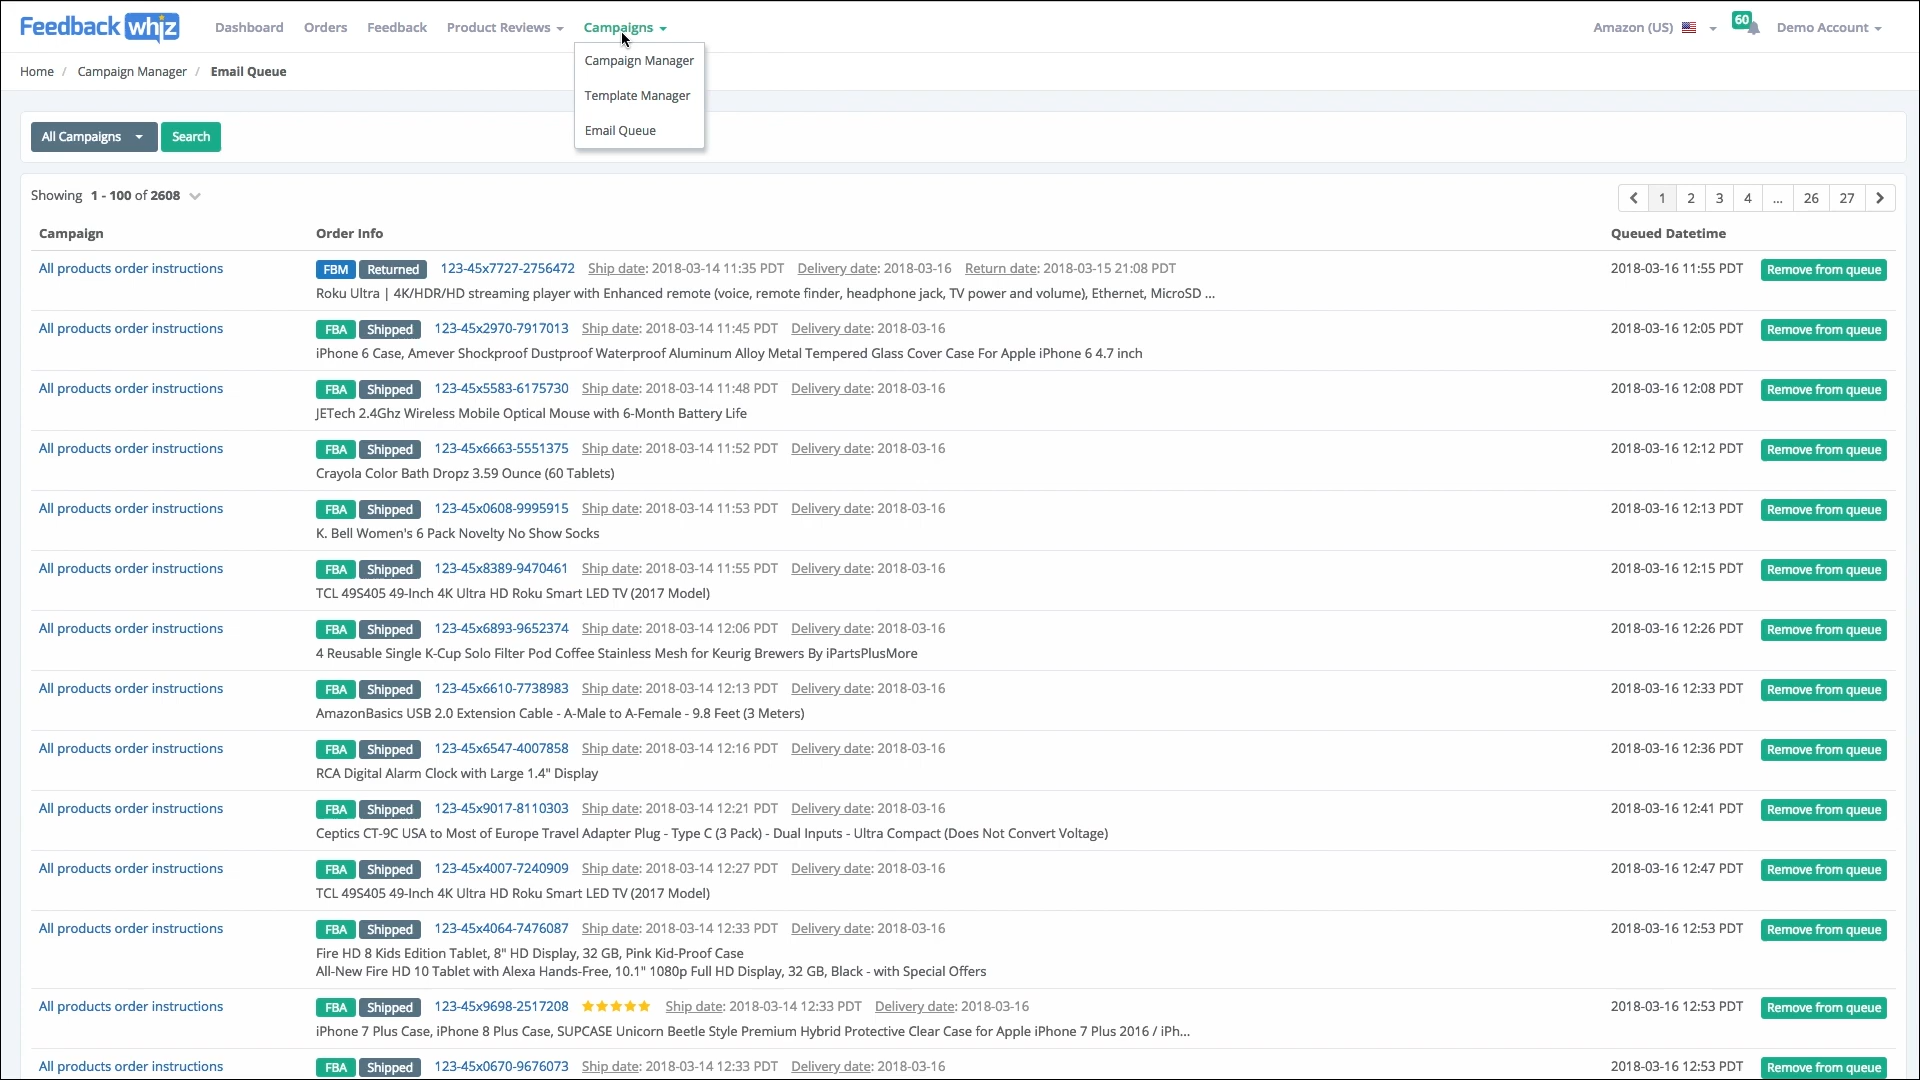 Feedback whiz Dashboard Orders Feedback Product Reviews Campaigns Amazon (US) 60 Demo Account
Home / Campaign Manager / Email Queue
Campaign Manager
Template Manager
Email Queue
All Campaigns Search
Showing 1 - 100 of 2608
1 2 3 4 ... 26 27
Campaign Order Info Queued Datetime
All products order instructions FBM Returned 123-45x7727-2756472 Ship date: 2018-03-14 11:35 PDT Delivery date: 2018-03-16 Return date: 2018-03-15 21:08 PDT 2018-03-16 11:55 PDT Remove from queue
Roku Ultra | 4K/HDR/HD streaming player with Enhanced remote (voice, remote finder, headphone jack, TV power and volume), Ethernet, MicroSD ...
All products order instructions FBA Shipped 123-45x2970-7917013 Ship date: 2018-03-14 11:45 PDT Delivery date: 2018-03-16 2018-03-16 12:05 PDT Remove from queue
iPhone 6 Case, Amever Shockproof Dustproof Waterproof Aluminum Alloy Metal Tempered Glass Cover Case For Apple iPhone 6 4.7 inch
All products order instructions FBA Shipped 123-45x5583-6175730 Ship date: 2018-03-14 11:48 PDT Delivery date: 2018-03-16 2018-03-16 12:08 PDT Remove from queue
JETech 2.4Ghz Wireless Mobile Optical Mouse with 6-Month Battery Life
All products order instructions FBA Shipped 123-45x6663-5551375 Ship date: 2018-03-14 11:52 PDT Delivery date: 2018-03-16 2018-03-16 12:12 PDT Remove from queue
Crayola Color Bath Dropz 3.59 Ounce (60 Tablets)
All products order instructions FBA Shipped 123-45x0608-9995915 Ship date: 2018-03-14 11:53 PDT Delivery date: 2018-03-16 2018-03-16 12:13 PDT Remove from queue
K. Bell Women's 6 Pack Novelty No Show Socks
All products order instructions FBA Shipped 123-45x8389-9470461 Ship date: 2018-03-14 11:55 PDT Delivery date: 2018-03-16 2018-03-16 12:15 PDT Remove from queue
TCL 49S405 49-Inch 4K Ultra HD Roku Smart LED TV (2017 Model)
All products order instructions FBA Shipped 123-45x6893-9652374 Ship date: 2018-03-14 12:06 PDT Delivery date: 2018-03-16 2018-03-16 12:26 PDT Remove from queue
4 Reusable Single K-Cup Solo Filter Pod Coffee Stainless Mesh for Keurig Brewers By iPartsPlusMore
All products order instructions FBA Shipped 123-45x6610-7738983 Ship date: 2018-03-14 12:13 PDT Delivery date: 2018-03-16 2018-03-16 12:33 PDT Remove from queue
AmazonBasics USB 2.0 Extension Cable - A-Male to A-Female - 9.8 Feet (3 Meters)
All products order instructions FBA Shipped 123-45x6547-4007858 Ship date: 2018-03-14 12:16 PDT Delivery date: 2018-03-16 2018-03-16 12:36 PDT Remove from queue
RCA Digital Alarm Clock with Large 1.4" Display
All products order instructions FBA Shipped 123-45x9017-8110303 Ship date: 2018-03-14 12:21 PDT Delivery date: 2018-03-16 2018-03-16 12:41 PDT Remove from queue
Ceptics CT-9C USA to Most of Europe Travel Adapter Plug - Type C (3 Pack) - Dual Inputs - Ultra Compact (Does Not Convert Voltage)
All products order instructions FBA Shipped 123-45x4007-7240909 Ship date: 2018-03-14 12:27 PDT Delivery date: 2018-03-16 2018-03-16 12:47 PDT Remove from queue
TCL 49S405 49-Inch 4K Ultra HD Roku Smart LED TV (2017 Model)
All products order instructions FBA Shipped 123-45x4064-7476087 Ship date: 2018-03-14 12:33 PDT Delivery date: 2018-03-16 2018-03-16 12:53 PDT Remove from queue
Fire HD 8 Kids Edition Tablet, 8" HD Display, 32 GB, Pink Kid-Proof Case
All-New Fire HD 10 Tablet with Alexa Hands-Free, 10.1" 1080p Full HD Display, 32 GB, Black - with Special Offers
All products order instructions FBA Shipped 123-45x9698-2517208 Ship date: 2018-03-14 12:33 PDT Delivery date: 2018-03-16 2018-03-16 12:53 PDT Remove from queue
iPhone 7 Plus Case, iPhone 8 Plus Case, SUPCASE Unicorn Beetle Style Premium Hybrid Protective Clear Case for Apple iPhone 7 Plus 2016 / iPh...
All products order instructions FBA Shipped 123-45x0670-9676073 Ship date: 2018-03-14 12:33 PDT Delivery date: 2018-03-16 2018-03-16 12:53 PDT Remove from queue